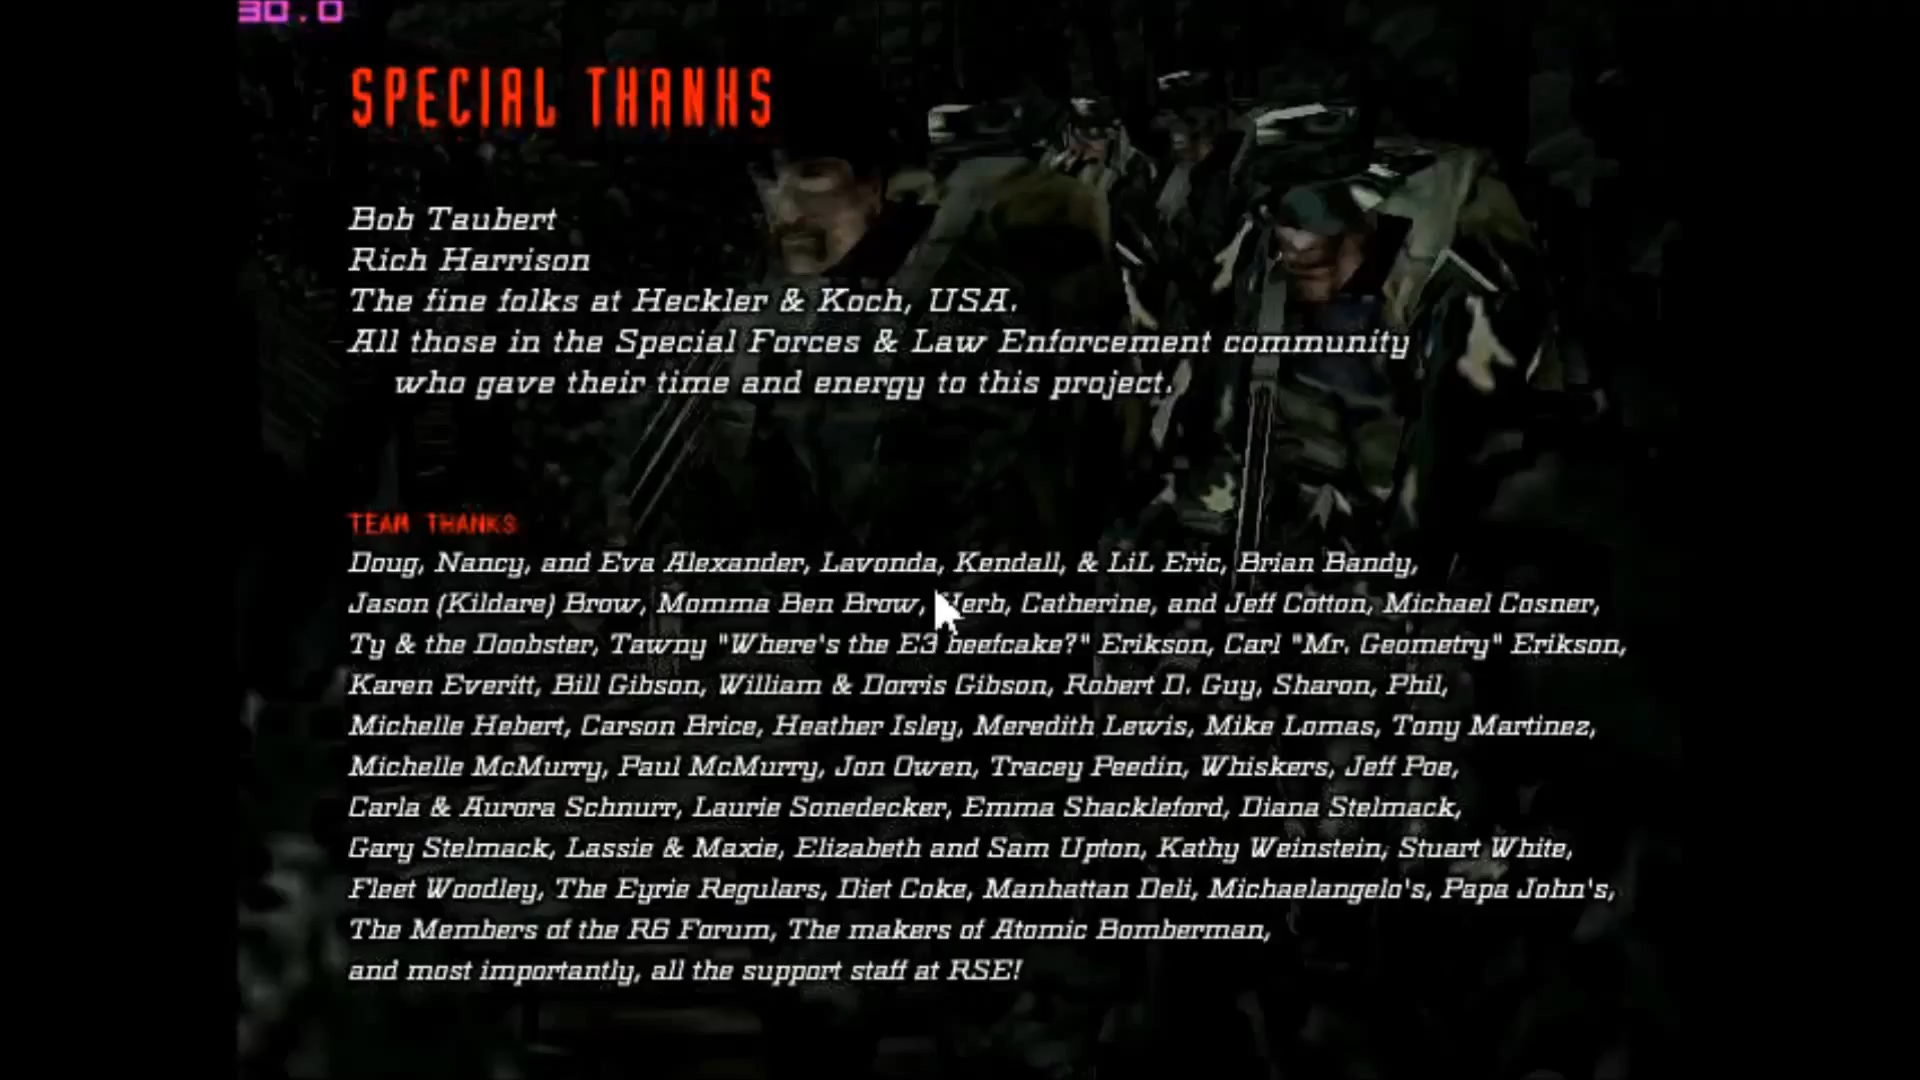 30.0
SPECIAL THANKS
Bob Taubert
Rich Harrison
The fine folks at Heckler & Koch, USA.
All those in the Special Forces & Law Enforcement community
who gave their time and energy to this project.
TEAM THANKS
Doug, Nancy, and Eva Alexander, Lavonda, Kendall, & LiL Eric, Brian Bandy,
Jason (Kildare) Brow, Momma Ben Brow, Herb, Catherine, and Jeff Cotton, Michael Cosner,
Ty & the Doobster, Tawny "Where's the E3 beefcake?" Erikson, Carl "Mr. Geometry" Erikson,
Karen Everitt, Bill Gibson, William & Dorris Gibson, Robert D. Guy, Sharon, Phil,
Michelle Hebert, Carson Brice, Heather Isley, Meredith Lewis, Mike Lomas, Tony Martinez,
Michelle McMurry, Paul McMurry, Jon Owen, Tracey Peedin, Whiskers, Jeff Poe,
Carla & Aurora Schnurr, Laurie Sonedecker, Emma Shackleford, Diana Stelmack,
Gary Stelmack, Lassie & Maxie, Elizabeth and Sam Upton, Kathy Weinstein, Stuart White,
Fleet Woodley, The Eyrie Regulars, Diet Coke, Manhattan Deli, Michaelangelo's, Papa John's,
The Members of the R6 Forum, The makers of Atomic Bomberman,
and most importantly, all the support staff at RSE!